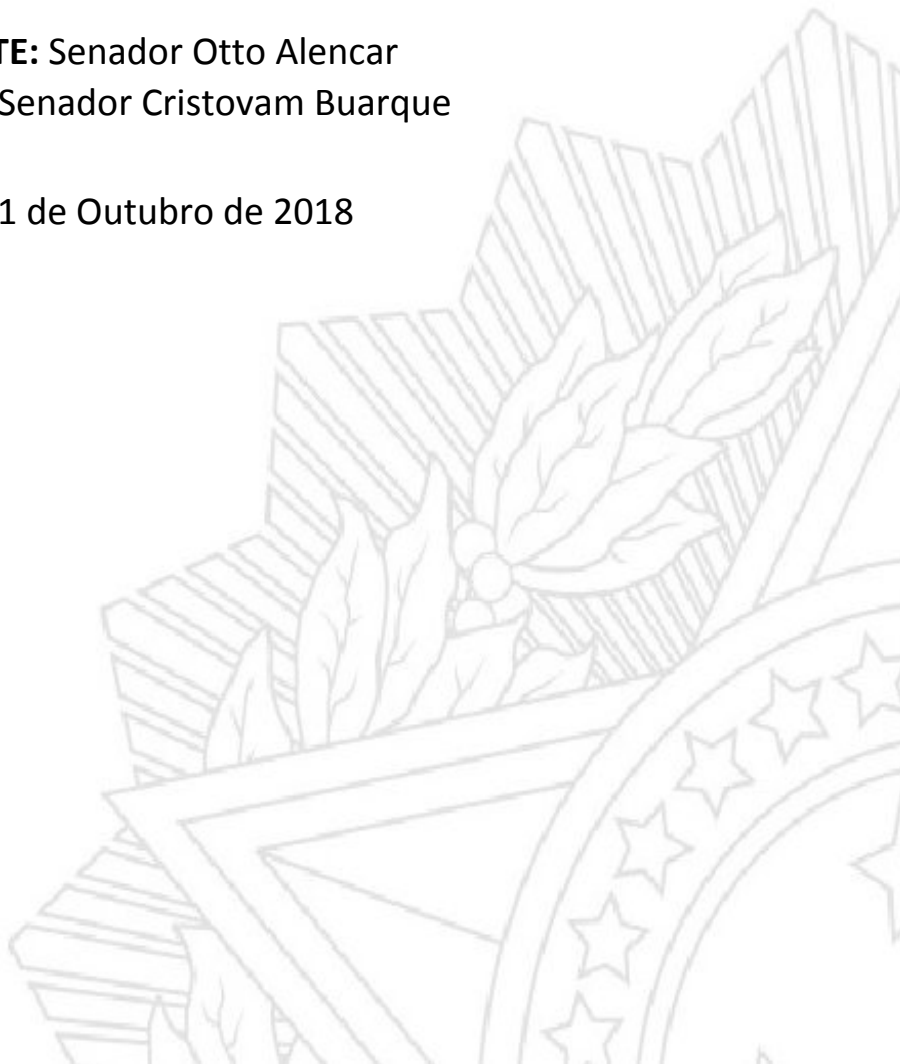 TE: Senador Otto Alencar
Senador Cristovam Buarque
1 de Outubro de 2018